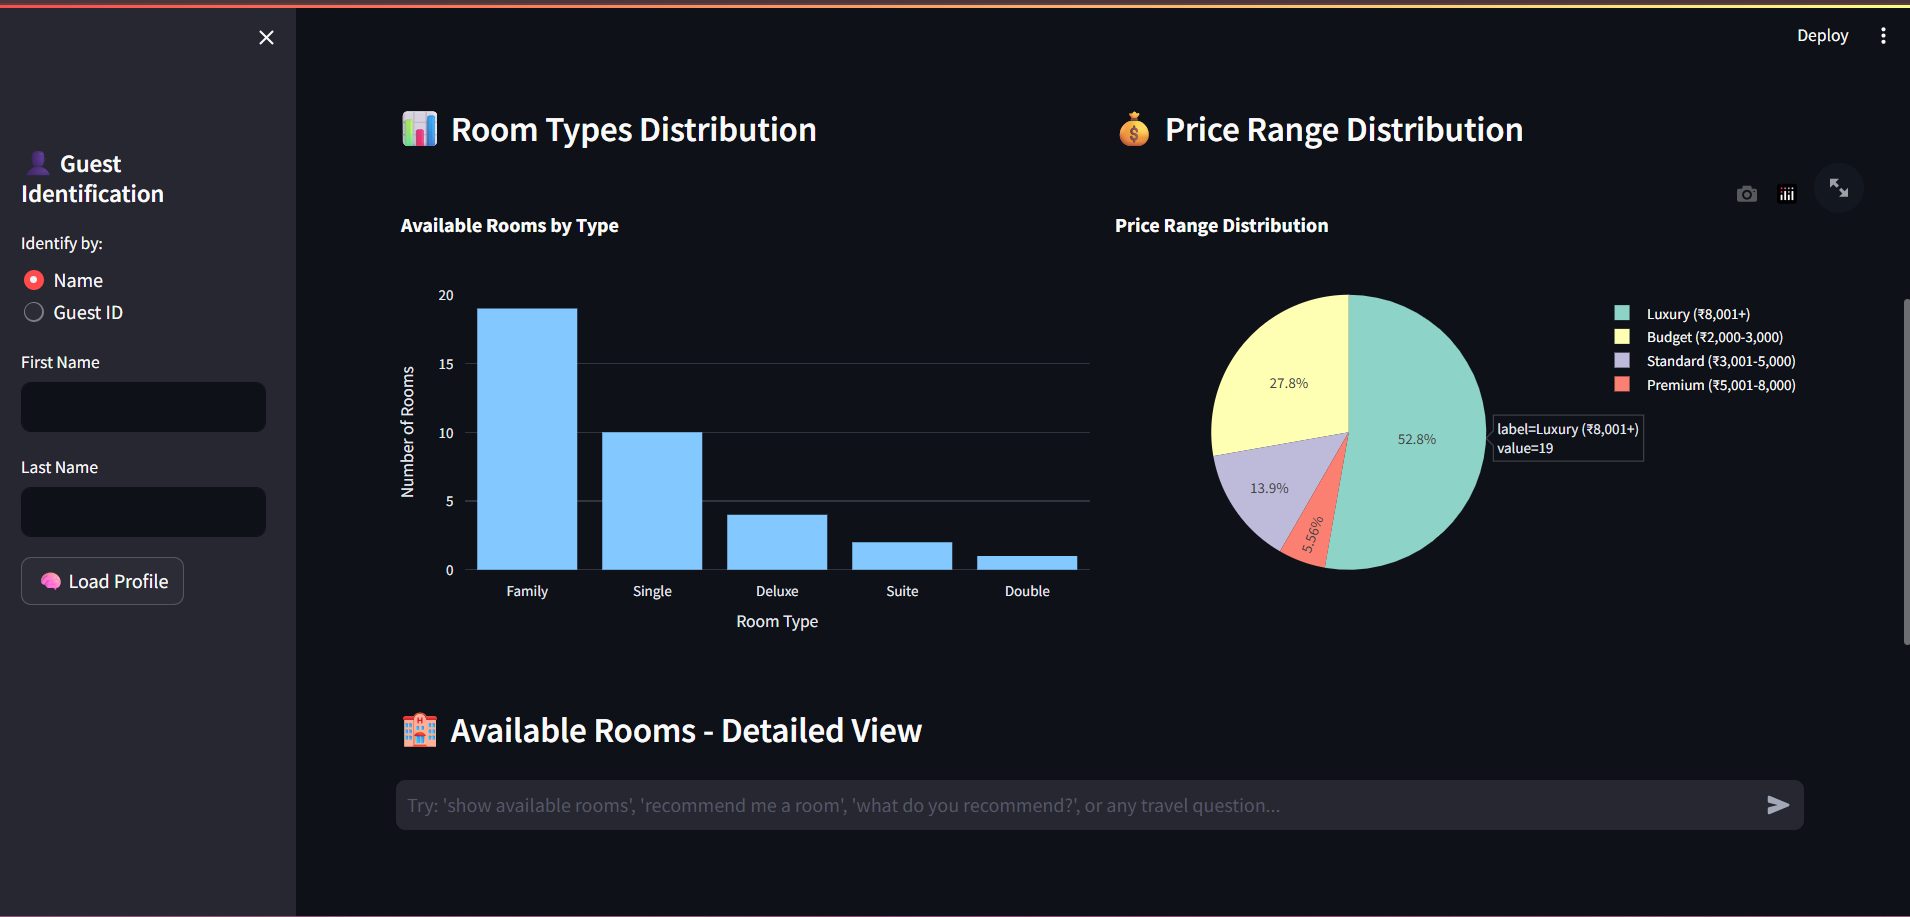 Deploy
Guest
Identification
Identify by:
Name
Guest ID
First Name
Last Name
Load Profile
Room Types Distribution
Available Rooms by Type
Number of Rooms
20
15
10
5
0
Family Single Deluxe Suite Double
Room Type
Price Range Distribution
Price Range Distribution
27.8%
52.8%
13.9%
5.56%
Luxury (₹8,001+)
Budget (₹2,000-3,000)
Standard (₹3,001-5,000)
Premium (₹5,001-8,000)
label=Luxury (₹8,001+)
value=19
Available Rooms - Detailed View
Try: 'show available rooms', 'recommend me a room', 'what do you recommend?', or any travel question...